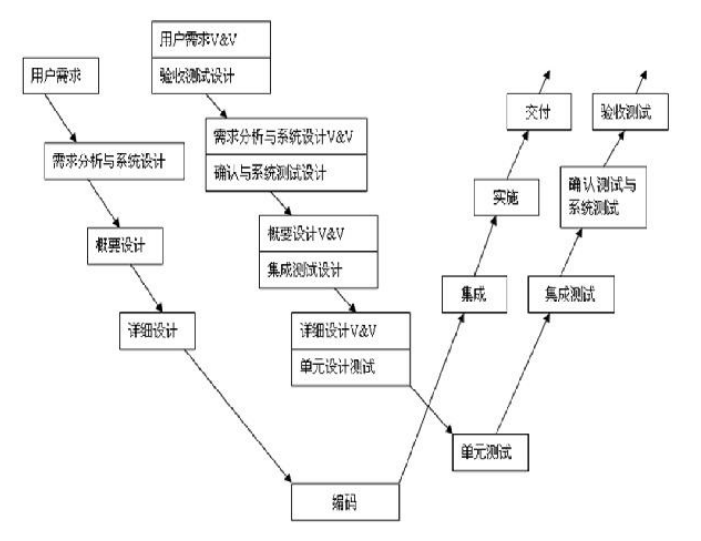 用户需求V&V
用户需求
验收测试设计
交付
验收测试
需求分析与系统设计V&V
需求分析与系统设计
确认与系统测试设计
确认测试与
系统测试
实施
概要设计V&V
概要设计
集成测试设计
集成
集成测试
详细设计
详细设计V&V
单元设计测试
单元测试
编码